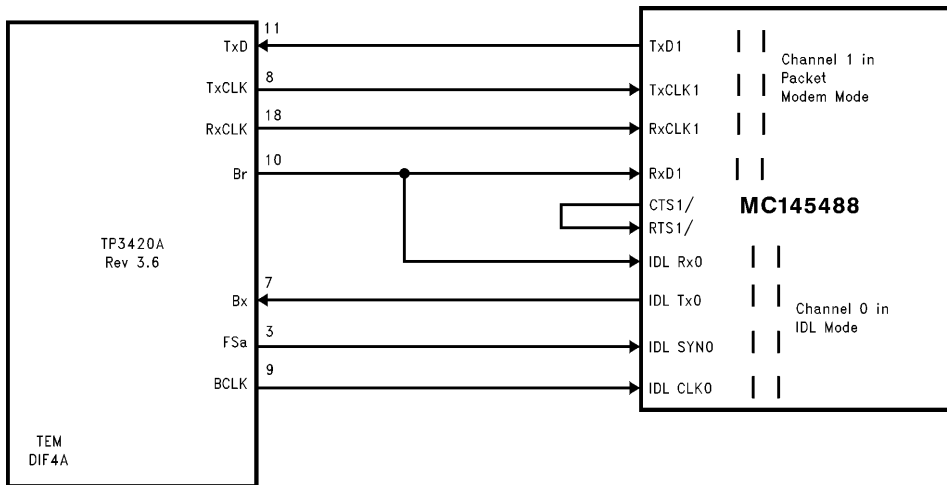 11
TxD
TxD1
8
TxCLK
TxCLK1
18
RxCLK
RxCLK1
10
Br
RxD1
Channel 1 in
Packet
Modem Mode
CTS1/
RTS1/
MC145488
TP3420A
Rev 3.6
IDL Rx0
7
Bx
IDL Tx0
3
FSa
IDL SYN0
9
BCLK
IDL CLK0
Channel 0 in
IDL Mode
TEM
DIF4A